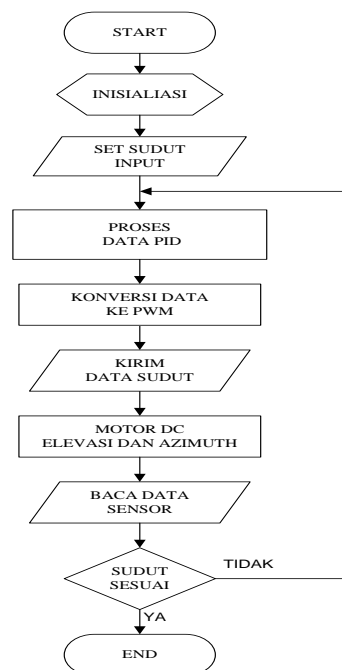 START
INISIALIASI
SET SUDUT
INPUT
PROSES
DATA PID
KONVERSI DATA
KE PWM
KIRIM
DATA SUDUT
MOTOR DC
ELEVASI DAN AZIMUTH
BACA DATA
SENSOR
SUDUT
SESUAI
TIDAK
YA
END